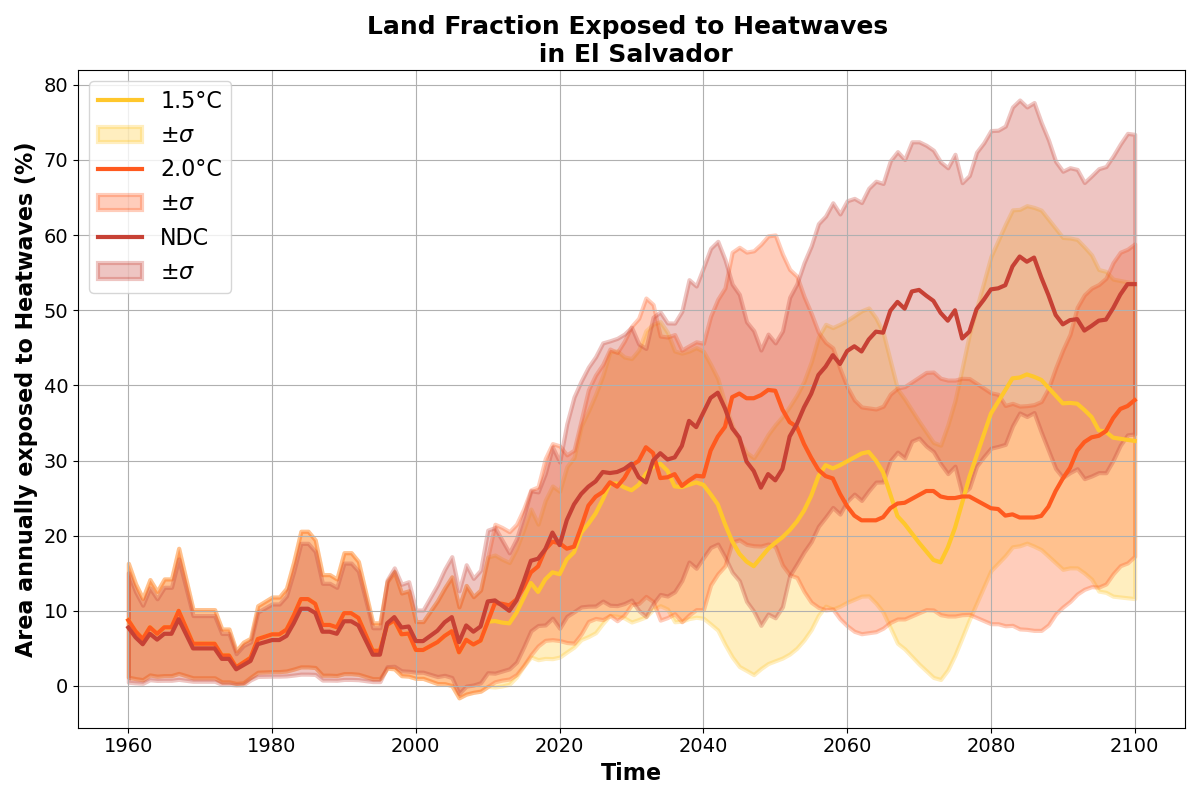 Land Fraction Exposed to Heatwaves
in El Salvador
Area annually exposed to Heatwaves (%)
80
70
60
50
40
30
20
10
0
1.5°C
±σ
2.0°C
±σ
NDC
±σ
1960
1980
2000
2020
2040
2060
2080
2100
Time